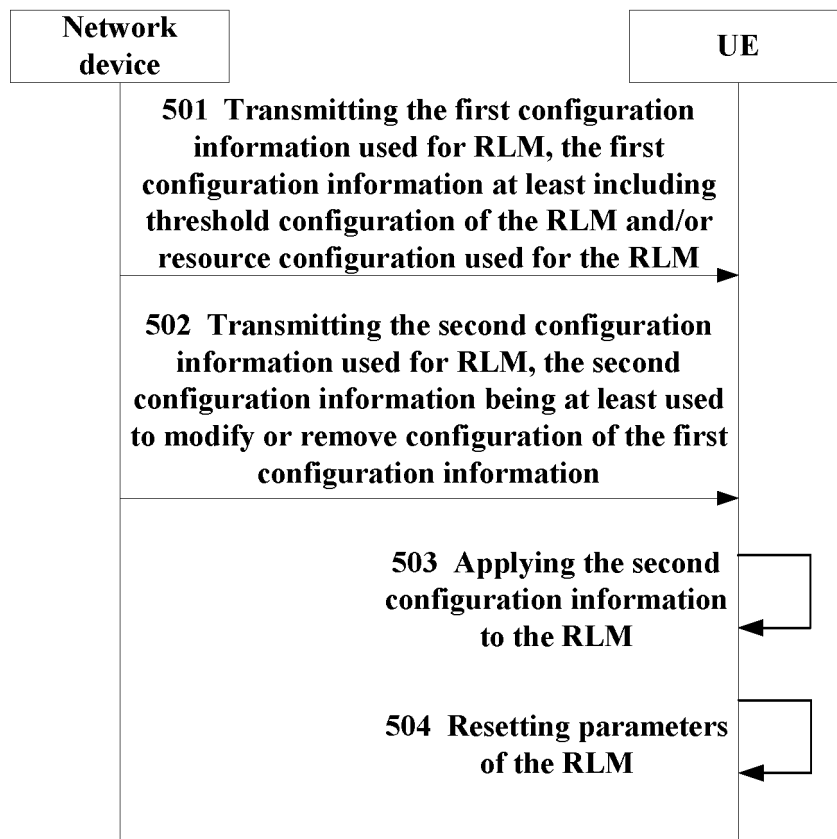 Network
device
UE
501 Transmitting the first configuration
information used for RLM, the first
configuration information at least including
threshold configuration of the RLM and/or
resource configuration used for the RLM
502 Transmitting the second configuration
information used for RLM, the second
configuration information being at least used
to modify or remove configuration of the first
configuration information
503 Applying the second
configuration information
to the RLM
504 Resetting parameters
of the RLM